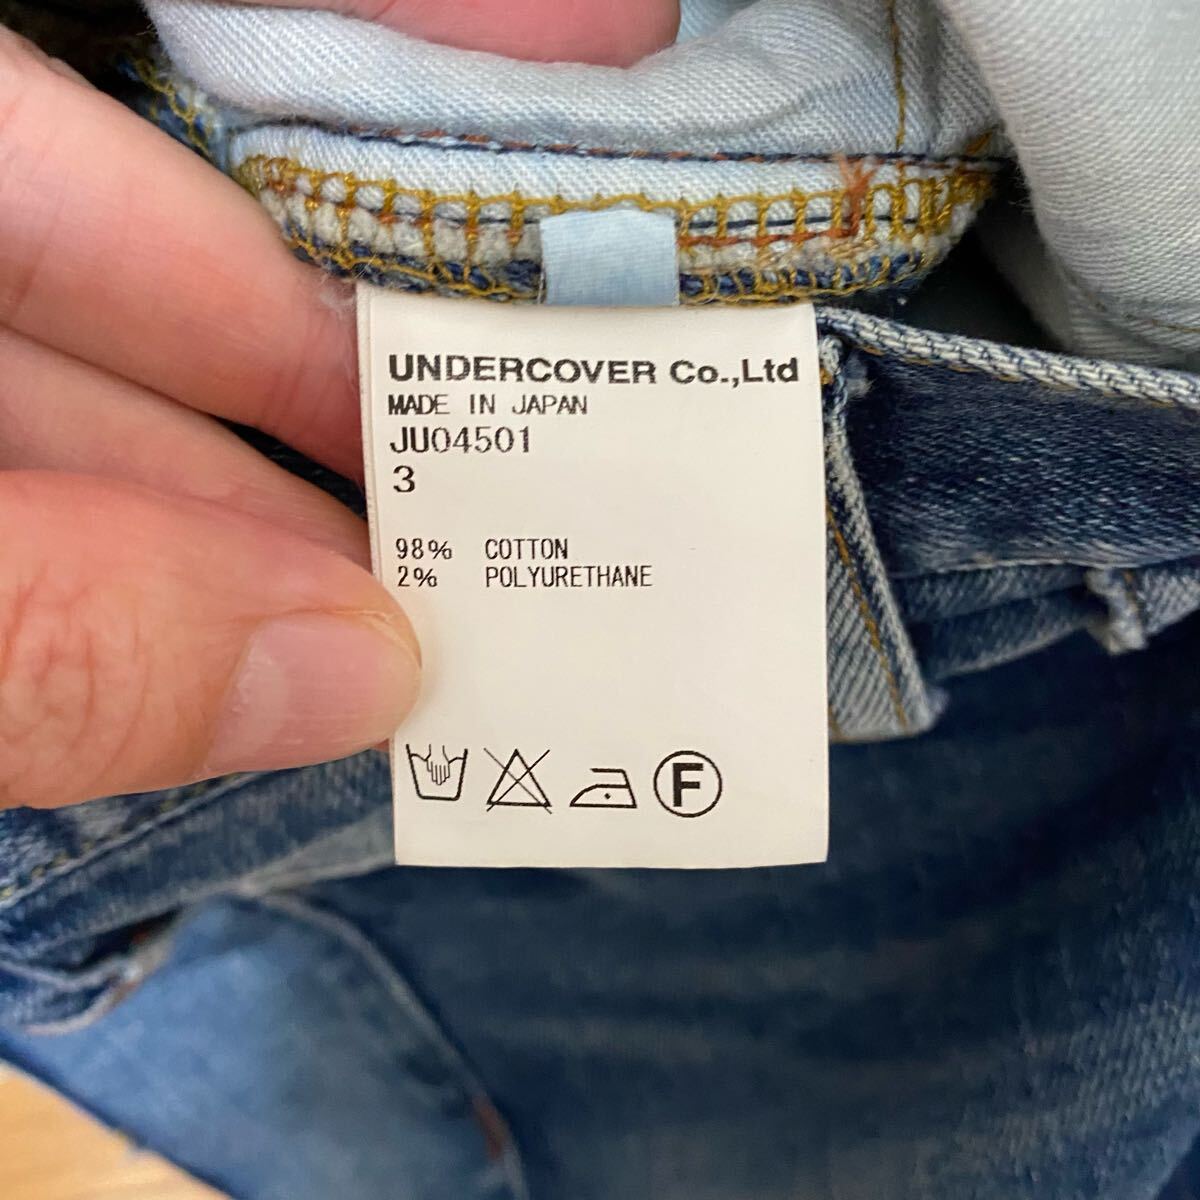 UNDERCOVER Co.,Ltd
MADE IN JAPAN
JU04501
3
98% COTTON
2% POLYURETHANE
F